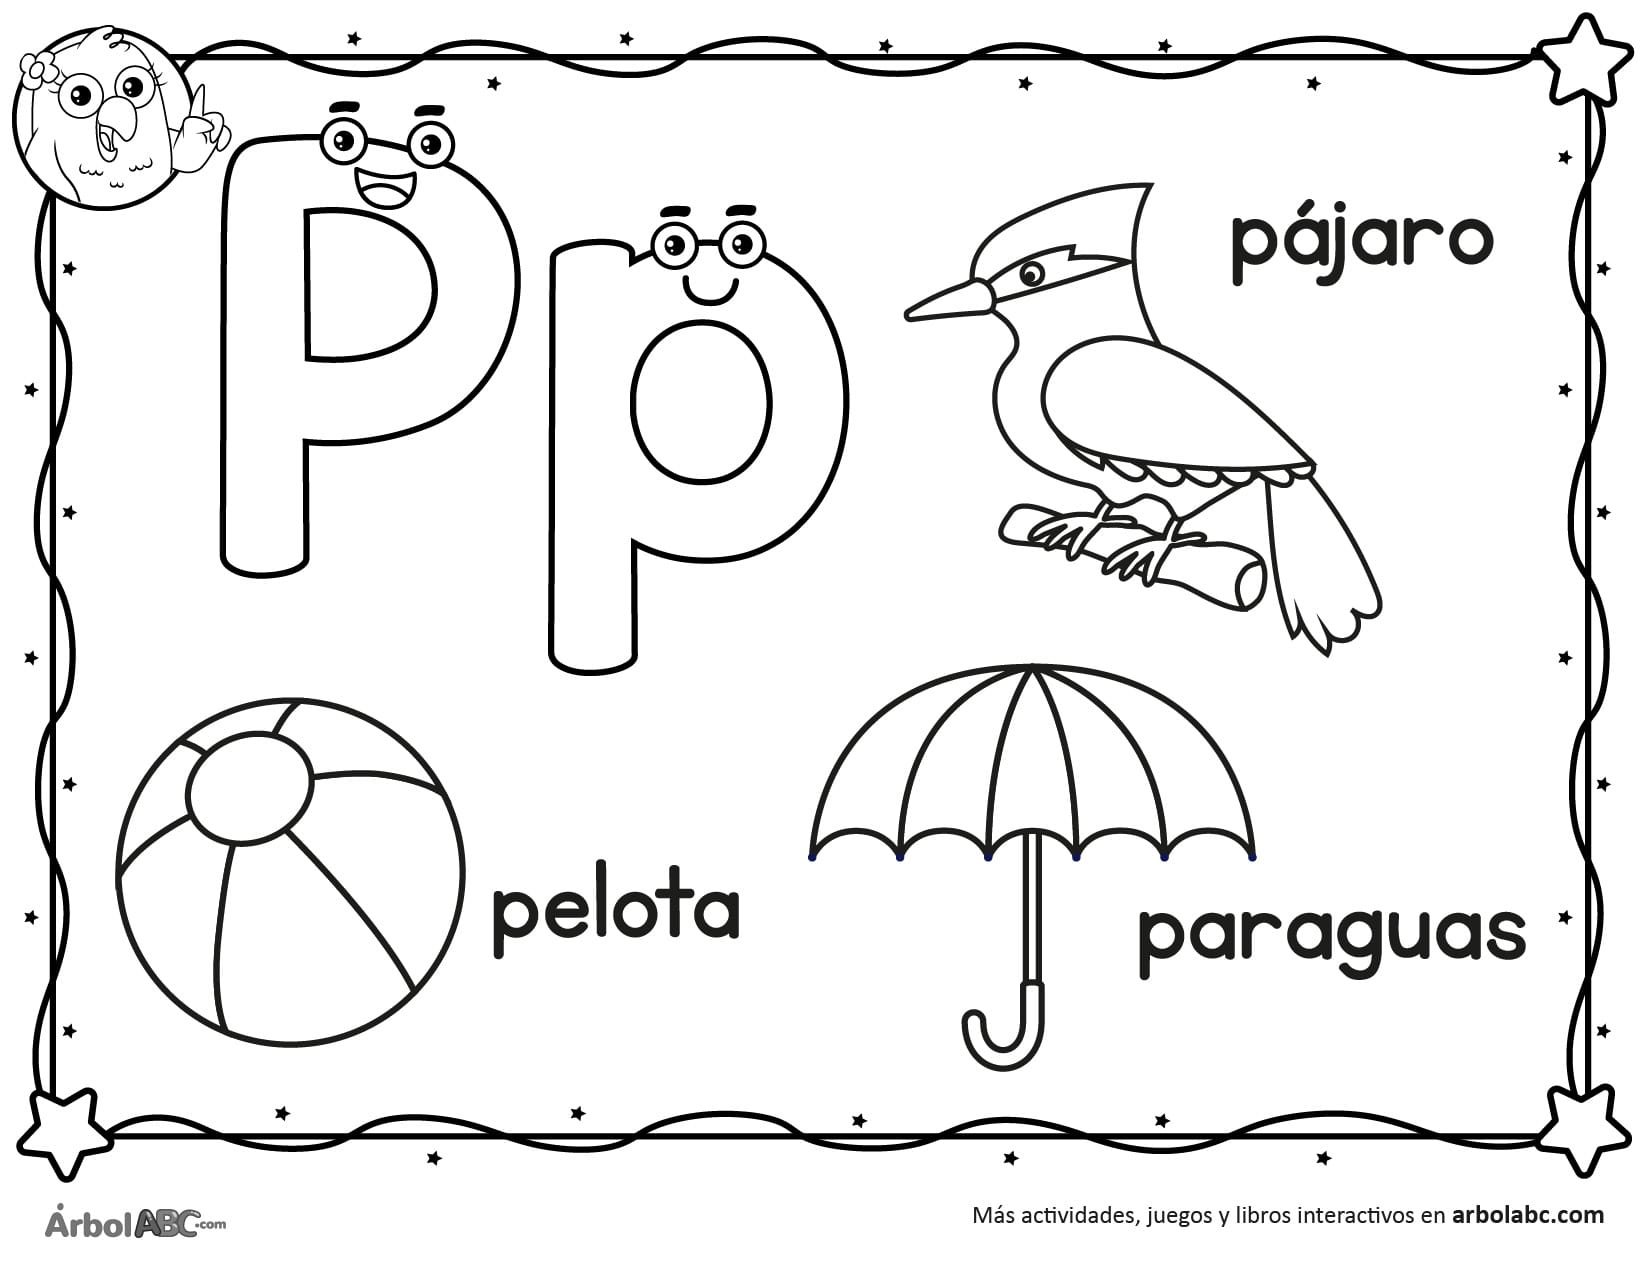 Pp
pájaro
pelota
paraguas
ÁrbolABC.com
Más actividades, juegos y libros interactivos en arbolabc.com